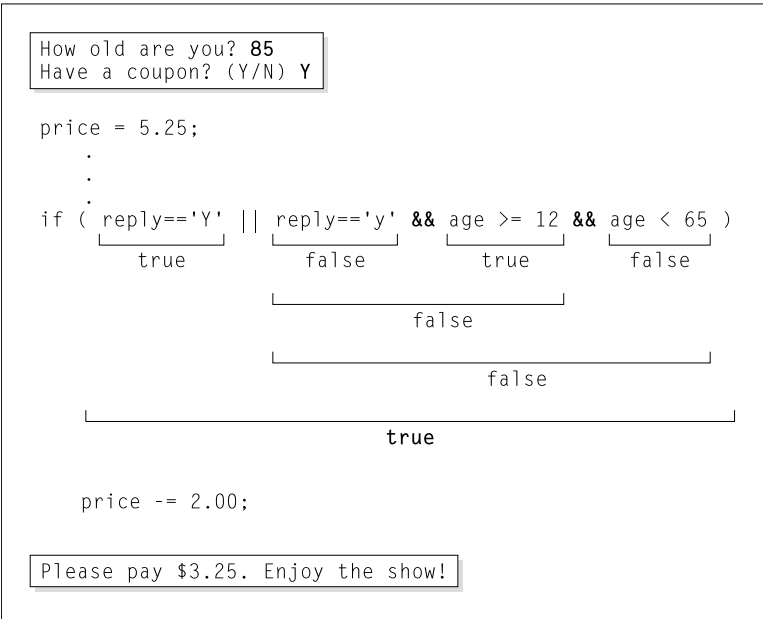 How old are you? 85
Have a coupon? (Y/N) Y
price = 5.25;
.
.
.
if ( reply=='Y' || reply=='y' && age >= 12 && age < 65 )
true false true false
false
false
true
price -= 2.00;
Please pay $3.25. Enjoy the show!